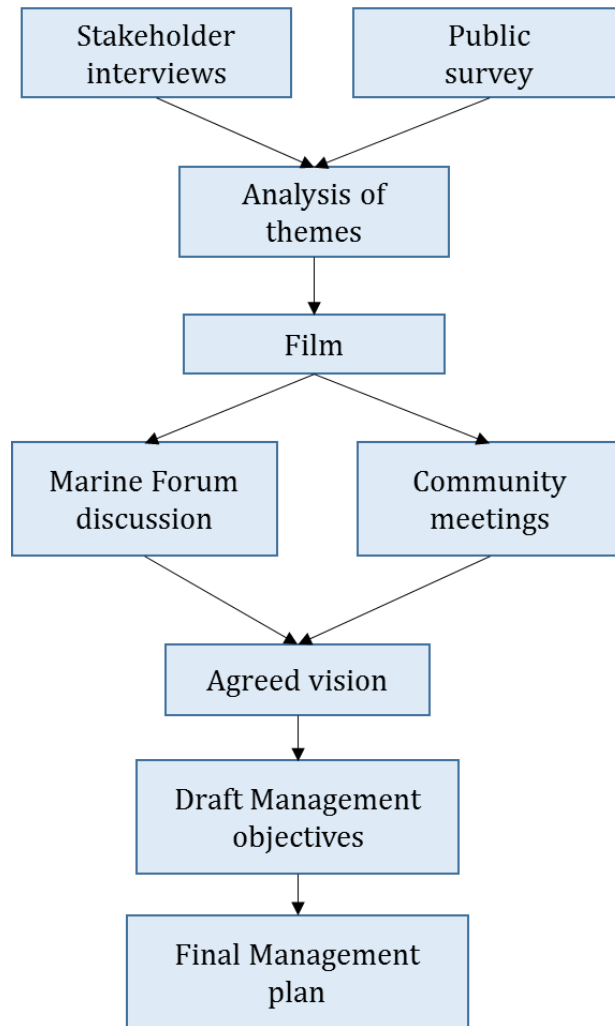 Stakeholder
interviews
Public
survey
Analysis of
themes
Film
Marine Forum
discussion
Community
meetings
Agreed vision
Draft Management
objectives
Final Management
plan